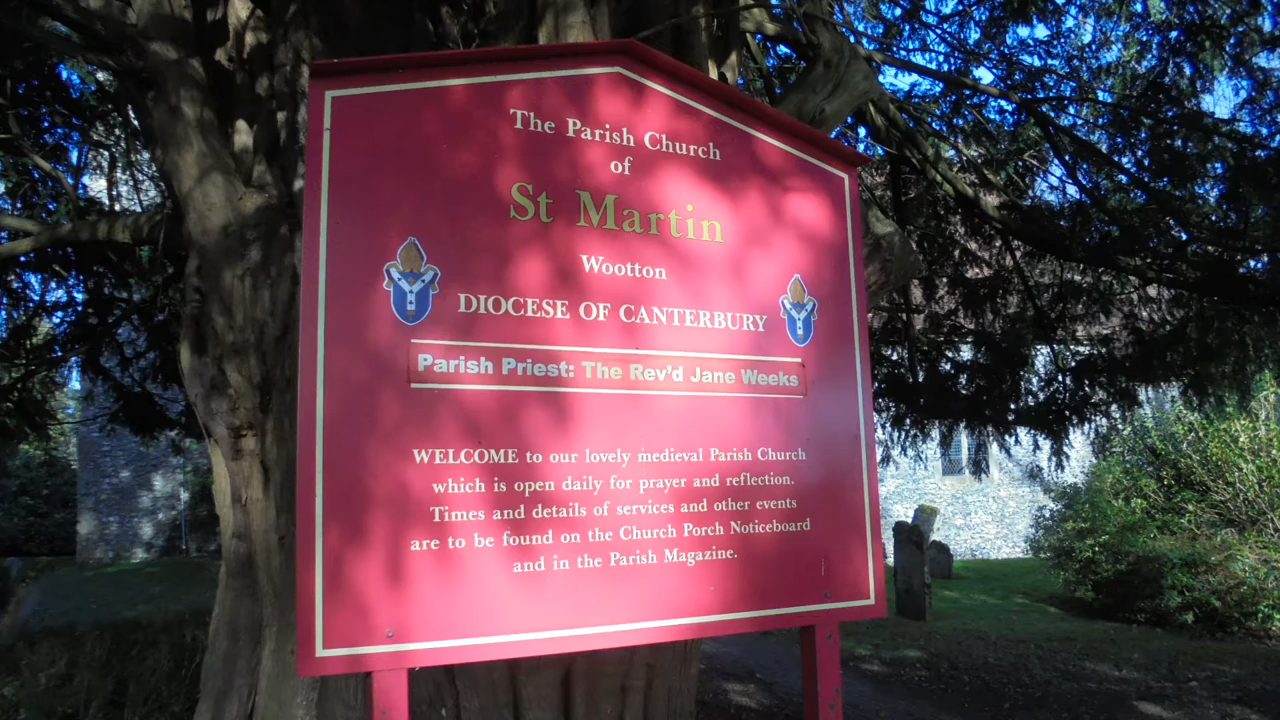 The Parish Church
of
St Martin
Wootton
DIOCESE OF CANTERBURY
Parish Priest: The Rev'd Jane Weeks
WELCOME to our lovely medieval Parish Church
which is open daily for prayer and reflection.
Times and details of services and other events
are to be found on the Church Porch Noticeboard
and in the Parish Magazine.